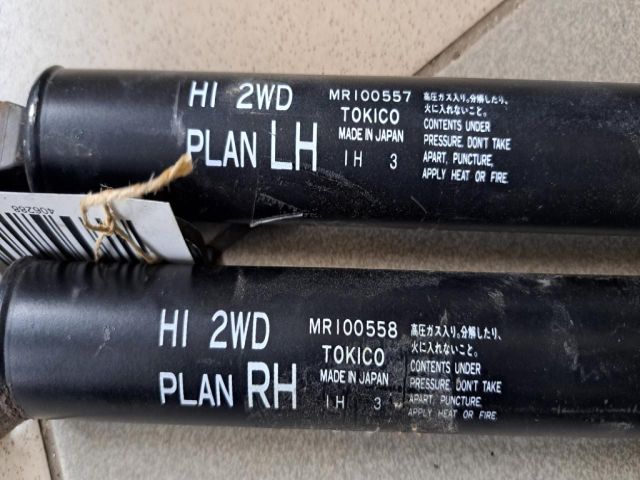 HI 2WD
PLAN LH
MR100557
TOKICO
MADE IN JAPAN
1H 3
高圧ガス入り。分解したり、
火に入れないこと。
CONTENTS UNDER
PRESSURE. DON'T TAKE
APART, PUNCTURE,
APPLY HEAT OR FIRE.
406288
HI 2WD
PLAN RH
MR100558
TOKICO
MADE IN JAPAN
1H 3
高圧ガス入り。分解したり、
火に入れないこと。
CONTENTS UNDER
PRESSURE. DON'T TAKE
APART, PUNCTURE,
APPLY HEAT OR FIRE.